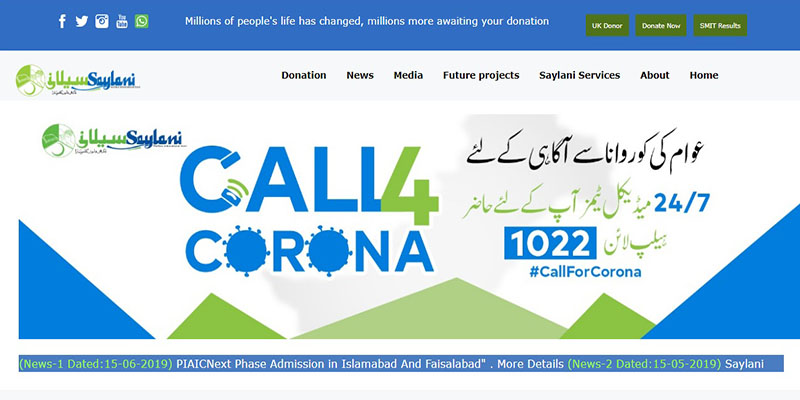 Millions of people's life has changed, millions more awaiting your donation
UK Donor
Donate Now
SMIT Results
سیلانی Saylani
Donation News Media Future projects Saylani Services About Home
سیلانی Saylani
CALL4
CORONA
عوام کی کورونا سے آگاہی کے لئے
24/7 میڈیکل ٹیمز آپ کے لئے حاضر
ہیلپ لائن 1022
#CallForCorona
(News-1 Dated:15-06-2019) PIAICNext Phase Admission in Islamabad And Faisalabad" . More Details (News-2 Dated:15-05-2019) Saylani